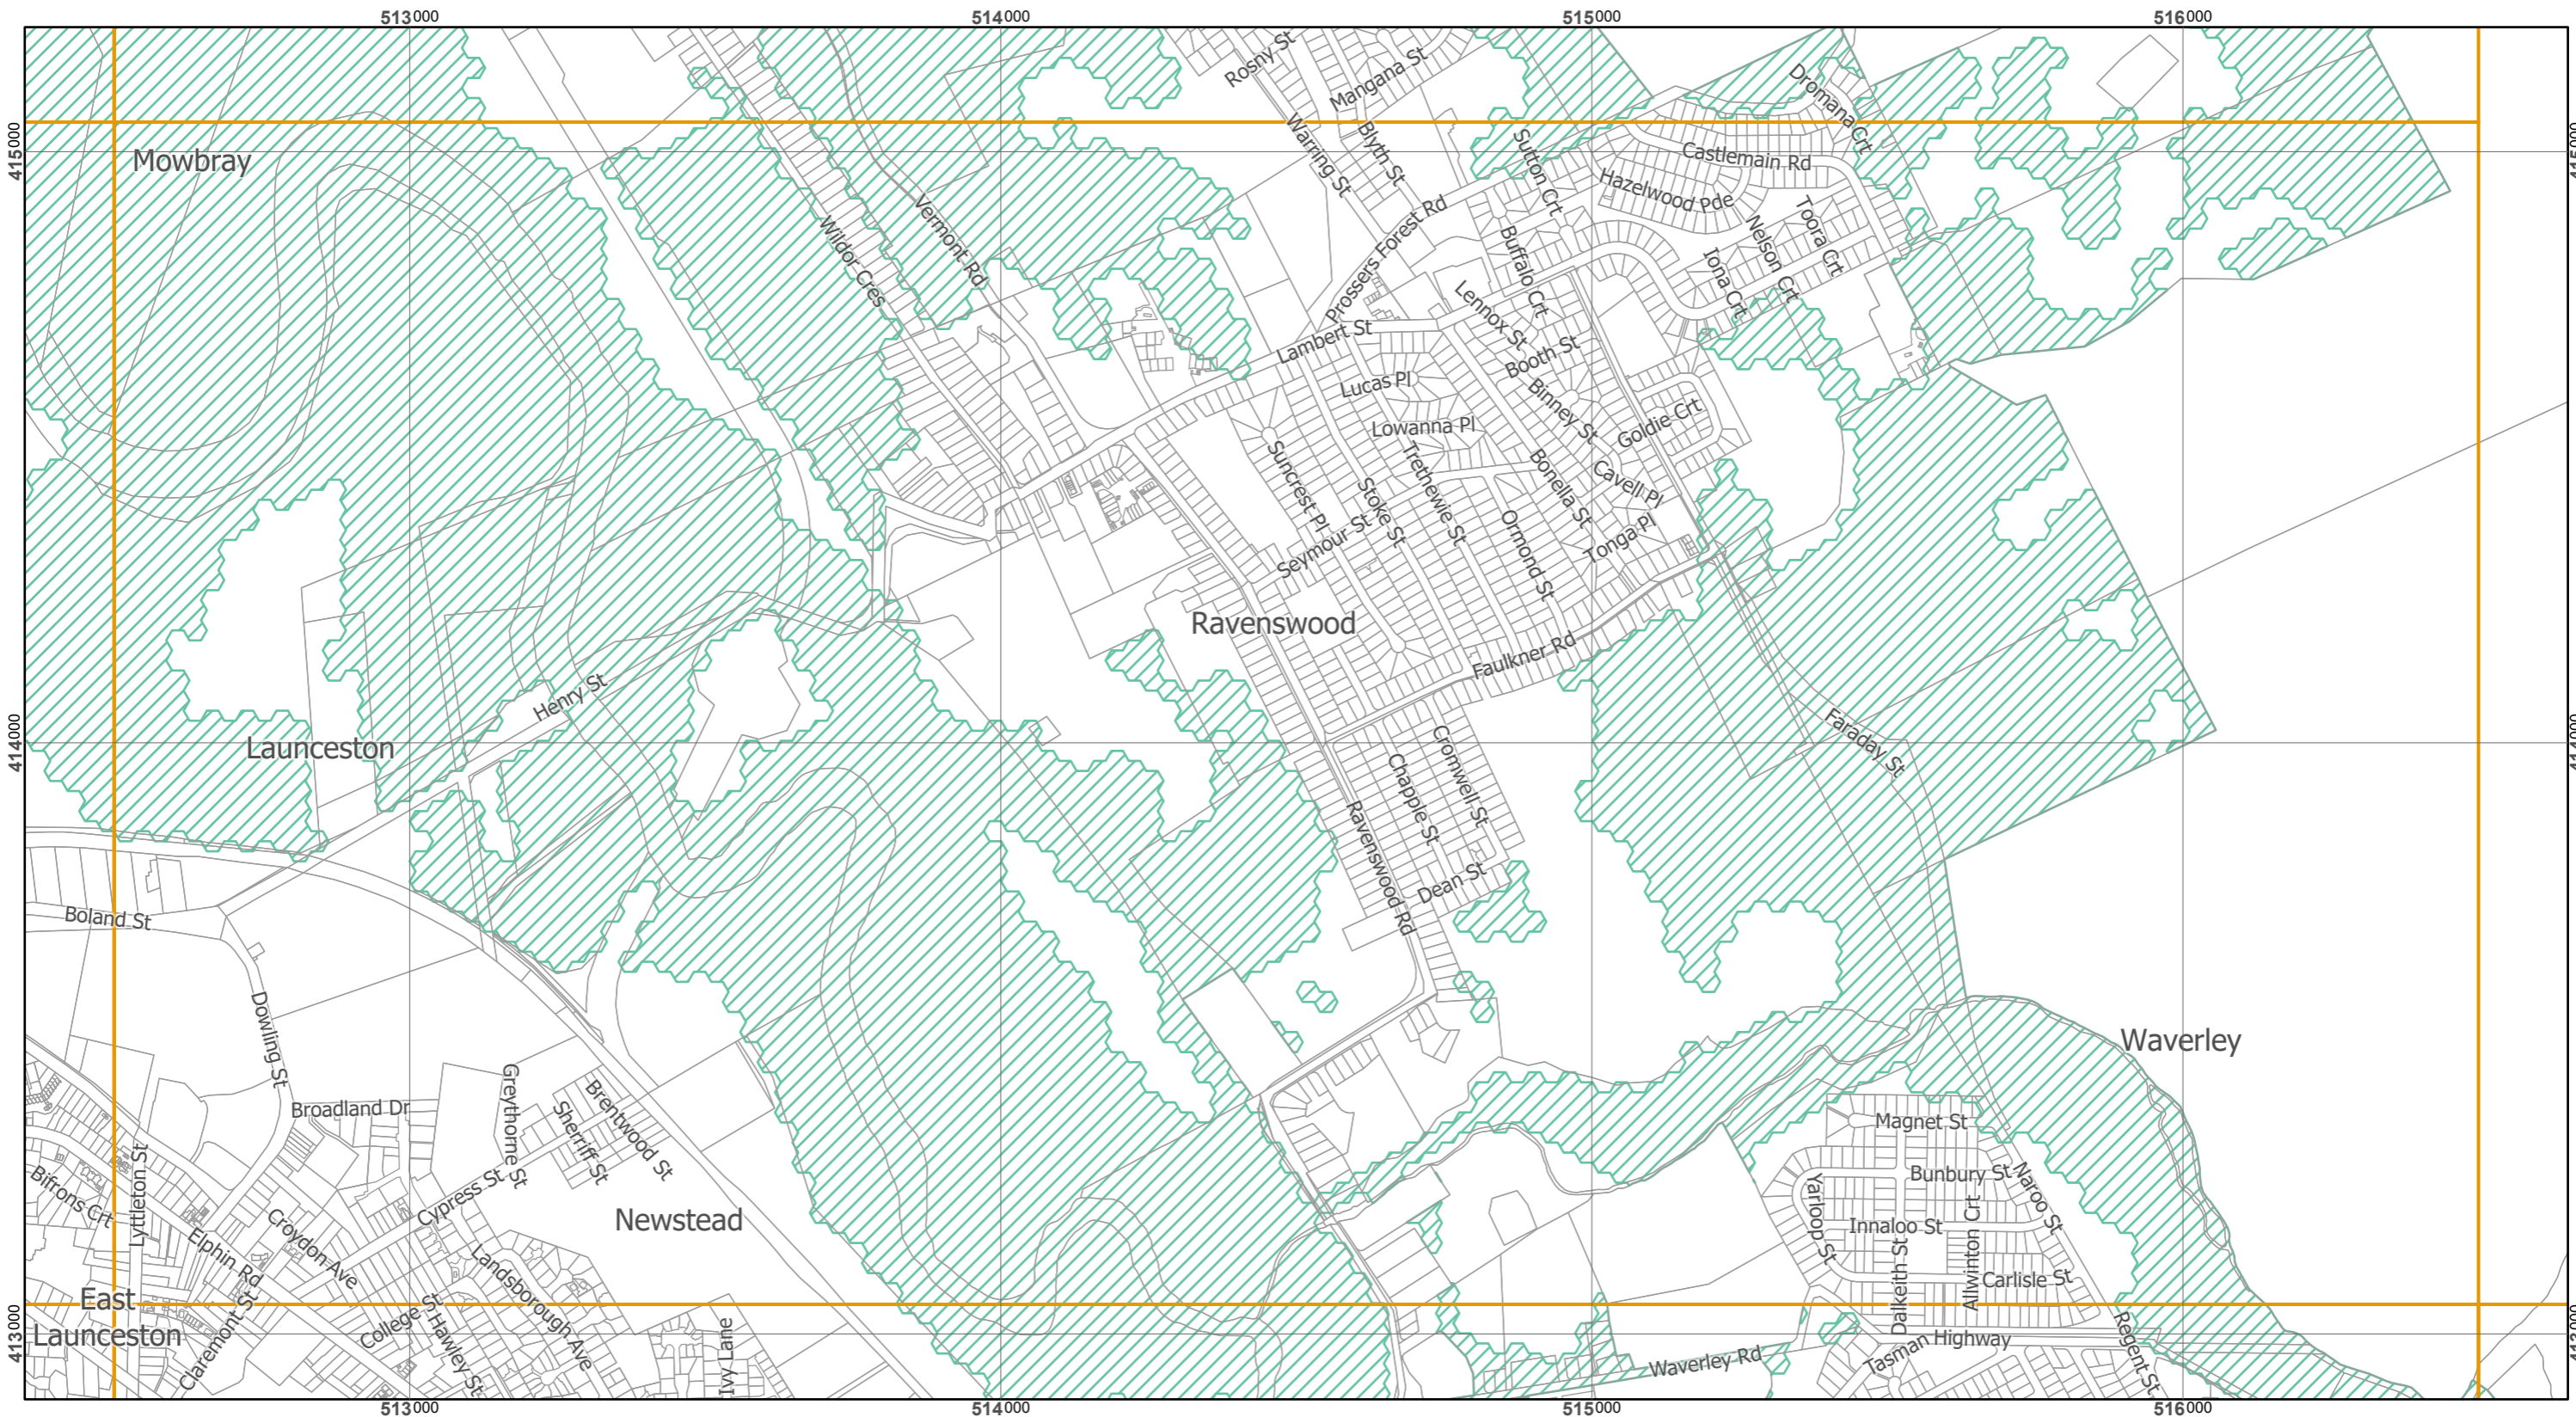 513000
514000
515000
516000
Rosny St
Mangana St
Dromana Crt
415000
415000
Mowbray
Warring St
Blyth St
Sutton Crt
Castlemain Rd
Hazelwood Pde
Vermont Rd
Wildor Cres
Prossers Forest Rd
Buffalo Crt
Toora Crt
Nelson Crt
Iona Crt
Lennox St
Lambert St
Booth St
Lucas Pl
Binney St
Goldie Crt
Lowanna Pl
Suncrest Pl
Trethewie St
Bonella St
Cavell Pl
Stoke St
Seymour St
Ormond St
Tonga Pl
Ravenswood
Faulkner Rd
Henry St
414000
414000
Launceston
Faraday St
Cromwell St
Chapple St
Ravenswood Rd
Dean St
Boland St
Dowling St
Waverley
Broadland Dr
Greythorne St
Brentwood St
Sherriff St
Magnet St
Bunbury St
Naroo St
Bifrons Crt
Lyttleton St
Cypress St
Yarloop St
Innaloo St
Newstead
Croydon Ave
Elphin Rd
Landsborough Ave
Dalkeith St
Allwinton Crt
Carlisle St
East
Launceston
413000
413000
Claremont St
College St
Hawley St
Ivy Lane
Waverley Rd
Tasman Highway
Regent St
513000
514000
515000
516000